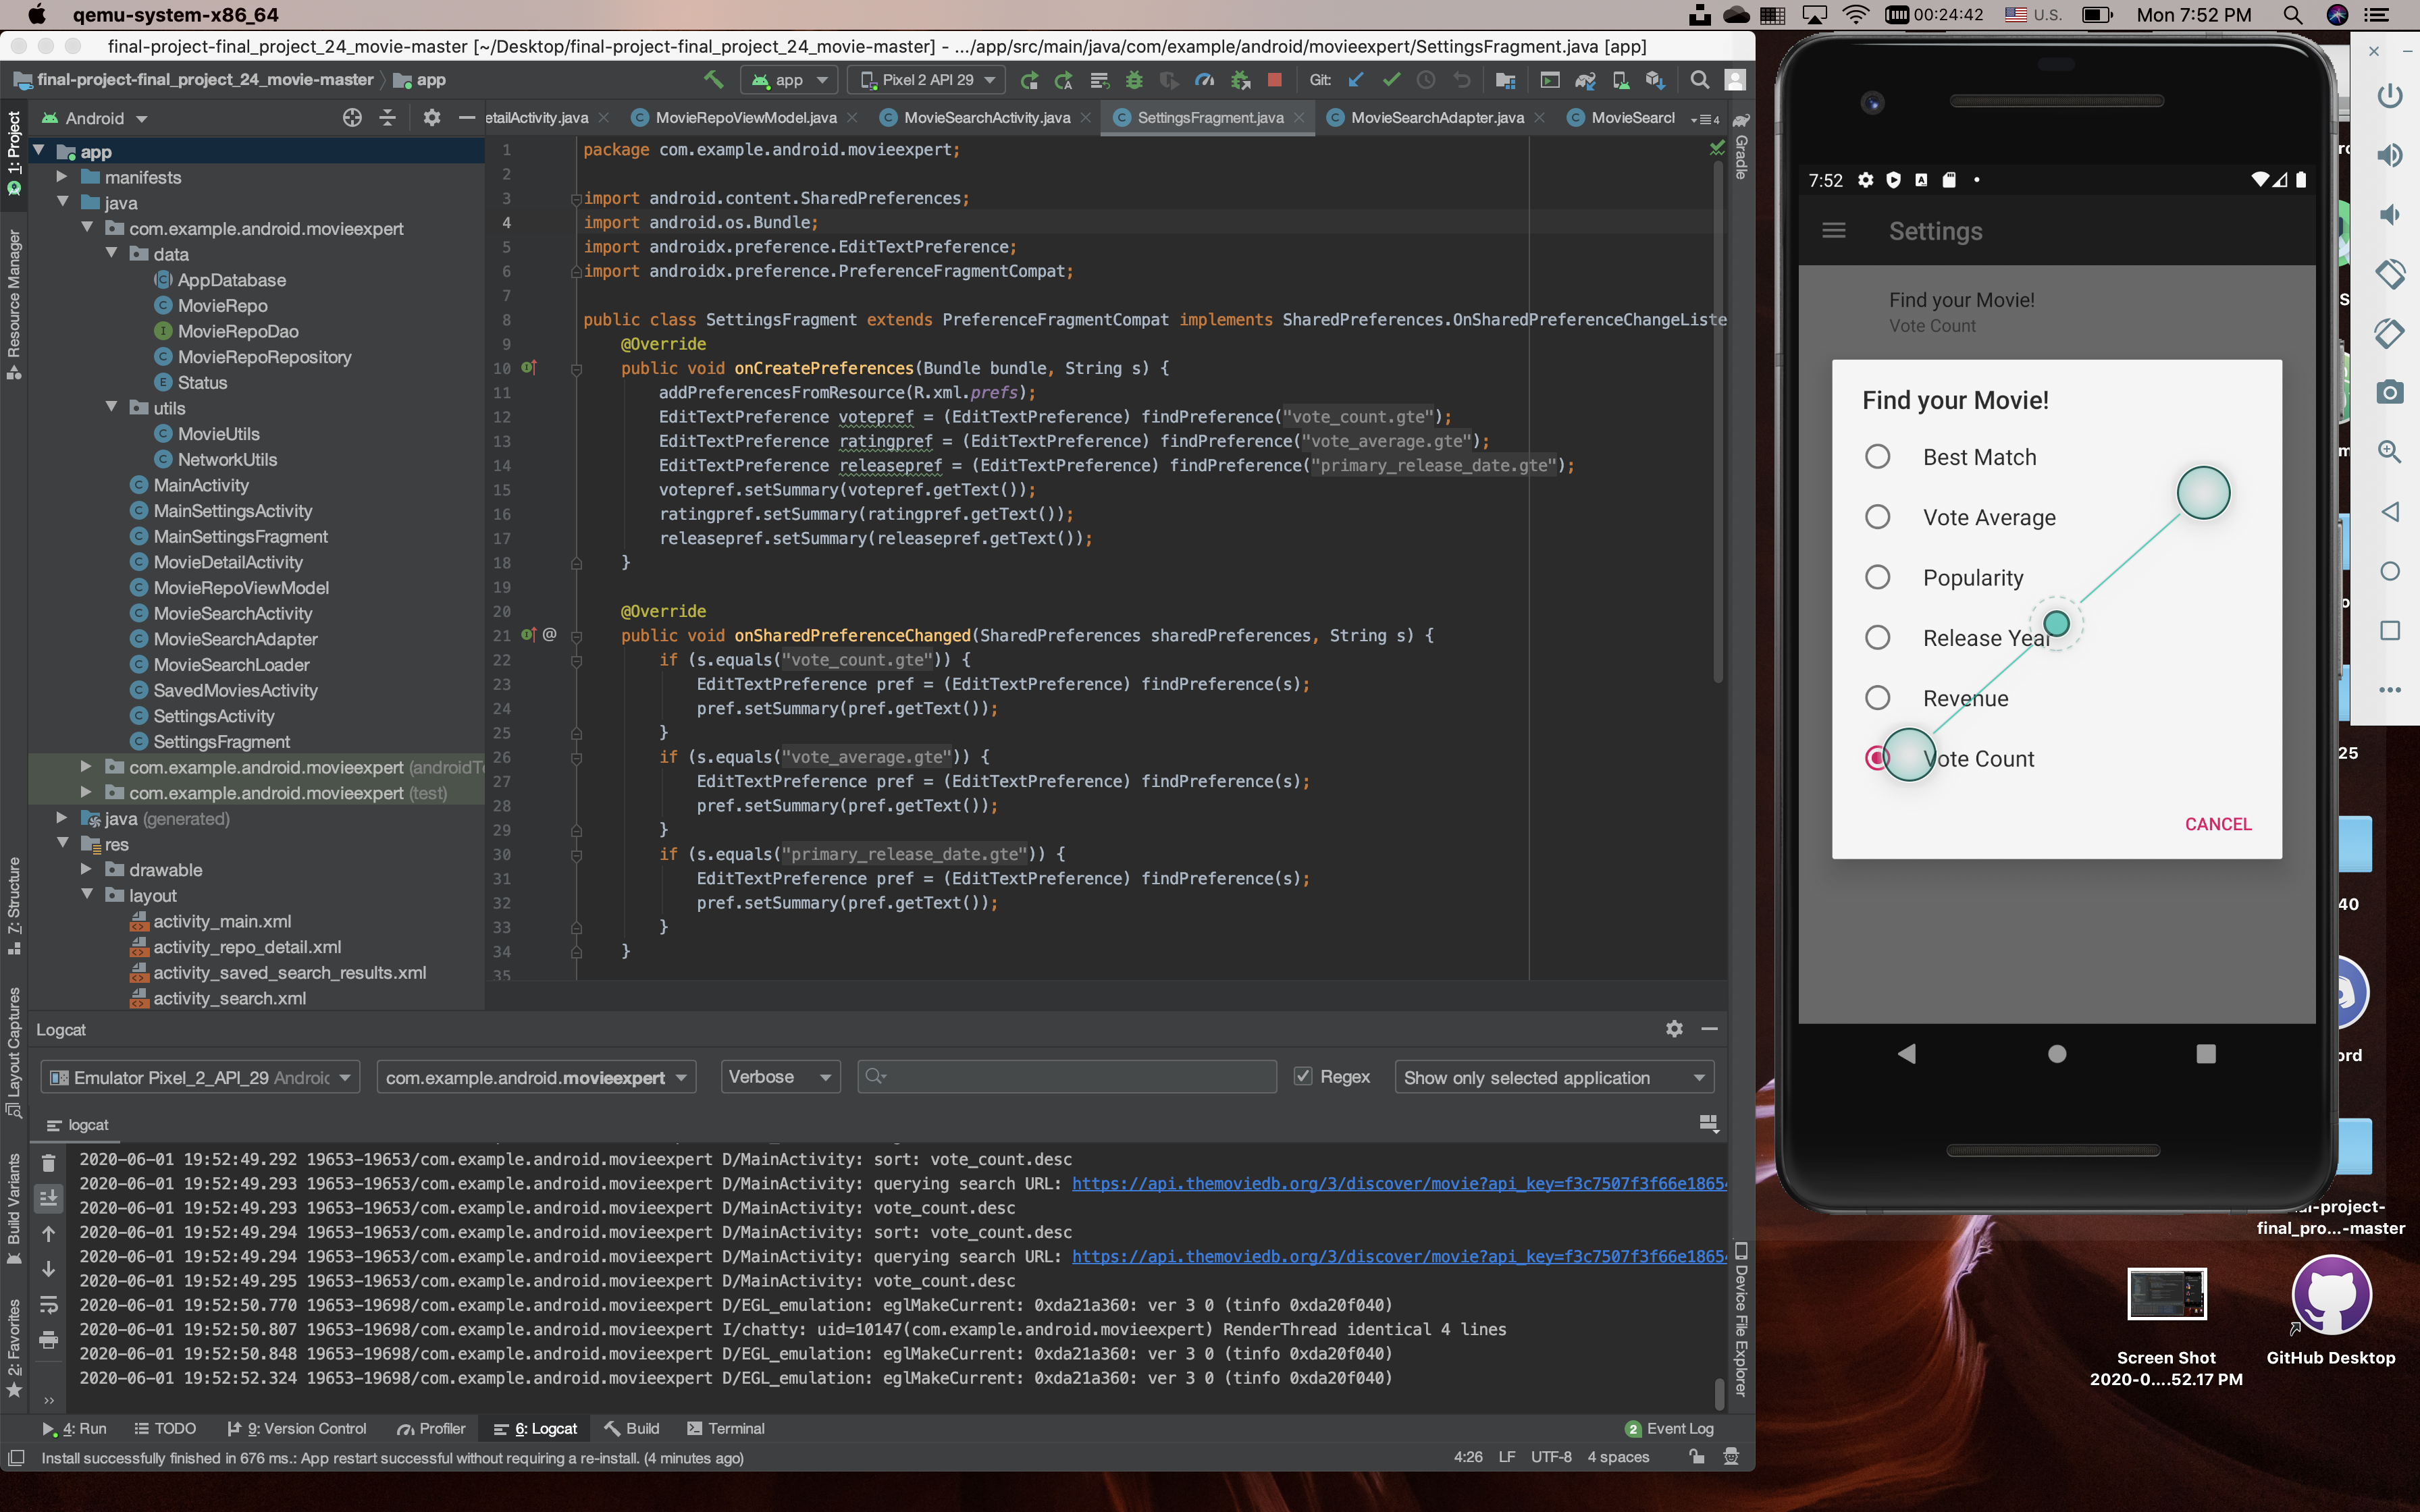 qemu-system-x86_64
00:24:42
U.S.
Mon 7:52 PM
final-project-final_project_24_movie-master [~/Desktop/final-project-final_project_24_movie-master] - .../app/src/main/java/com/example/android/movieexpert/SettingsFragment.java [app]
final-project-final_project_24_movie-master
app
app
Pixel 2 API 29
Git:
Android
etailActivity.java
MovieRepoViewModel.java
MovieSearchActivity.java
SettingsFragment.java
MovieSearchAdapter.java
MovieSearcl
4
1: Project
Resource Manager
7: Structure
Layout Captures
Build Variants
2: Favorites
app
manifests
java
com.example.android.movieexpert
data
AppDatabase
MovieRepo
MovieRepoDao
MovieRepoRepository
Status
utils
MovieUtils
NetworkUtils
MainActivity
MainSettingsActivity
MainSettingsFragment
MovieDetailActivity
MovieRepoViewModel
MovieSearchActivity
MovieSearchAdapter
MovieSearchLoader
SavedMoviesActivity
SettingsActivity
SettingsFragment
com.example.android.movieexpert (androidTe
com.example.android.movieexpert (test)
java (generated)
res
drawable
layout
activity_main.xml
activity_repo_detail.xml
activity_saved_search_results.xml
activity_search.xml
1 package com.example.android.movieexpert;
2
3 import android.content.SharedPreferences;
4 import android.os.Bundle;
5 import androidx.preference.EditTextPreference;
6 import androidx.preference.PreferenceFragmentCompat;
7
8 public class SettingsFragment extends PreferenceFragmentCompat implements SharedPreferences.OnSharedPreferenceChangeListe
9 @Override
10 public void onCreatePreferences(Bundle bundle, String s) {
11 addPreferencesFromResource(R.xml.prefs);
12 EditTextPreference votepref = (EditTextPreference) findPreference("vote_count.gte");
13 EditTextPreference ratingpref = (EditTextPreference) findPreference("vote_average.gte");
14 EditTextPreference releasepref = (EditTextPreference) findPreference("primary_release_date.gte");
15 votepref.setSummary(votepref.getText());
16 ratingpref.setSummary(ratingpref.getText());
17 releasepref.setSummary(releasepref.getText());
18 }
19
20 @Override
21 @ public void onSharedPreferenceChanged(SharedPreferences sharedPreferences, String s) {
22 if (s.equals("vote_count.gte")) {
23 EditTextPreference pref = (EditTextPreference) findPreference(s);
24 pref.setSummary(pref.getText());
25 }
26 if (s.equals("vote_average.gte")) {
27 EditTextPreference pref = (EditTextPreference) findPreference(s);
28 pref.setSummary(pref.getText());
29 }
30 if (s.equals("primary_release_date.gte")) {
31 EditTextPreference pref = (EditTextPreference) findPreference(s);
32 pref.setSummary(pref.getText());
33 }
34 }
35
Gradle
Device File Explorer
Logcat
Emulator Pixel_2_API_29 Android
com.example.android.movieexpert
Verbose
Regex
Show only selected application
logcat
2020-06-01 19:52:49.292 19653-19653/com.example.android.movieexpert D/MainActivity: sort: vote_count.desc
2020-06-01 19:52:49.293 19653-19653/com.example.android.movieexpert D/MainActivity: querying search URL: https://api.themoviedb.org/3/discover/movie?api_key=f3c7507f3f66e18654
2020-06-01 19:52:49.293 19653-19653/com.example.android.movieexpert D/MainActivity: vote_count.desc
2020-06-01 19:52:49.294 19653-19653/com.example.android.movieexpert D/MainActivity: sort: vote_count.desc
2020-06-01 19:52:49.294 19653-19653/com.example.android.movieexpert D/MainActivity: querying search URL: https://api.themoviedb.org/3/discover/movie?api_key=f3c7507f3f66e18654
2020-06-01 19:52:49.295 19653-19653/com.example.android.movieexpert D/MainActivity: vote_count.desc
2020-06-01 19:52:50.770 19653-19698/com.example.android.movieexpert D/EGL_emulation: eglMakeCurrent: 0xda21a360: ver 3 0 (tinfo 0xda20f040)
2020-06-01 19:52:50.807 19653-19698/com.example.android.movieexpert I/chatty: uid=10147(com.example.android.movieexpert) RenderThread identical 4 lines
2020-06-01 19:52:50.848 19653-19698/com.example.android.movieexpert D/EGL_emulation: eglMakeCurrent: 0xda21a360: ver 3 0 (tinfo 0xda20f040)
2020-06-01 19:52:52.324 19653-19698/com.example.android.movieexpert D/EGL_emulation: eglMakeCurrent: 0xda21a360: ver 3 0 (tinfo 0xda20f040)
4: Run
TODO
9: Version Control
Profiler
6: Logcat
Build
Terminal
2 Event Log
Install successfully finished in 676 ms.: App restart successful without requiring a re-install. (4 minutes ago)
4:26 LF UTF-8 4 spaces
7:52
Settings
Find your Movie!
Vote Count
Find your Movie!
Best Match
Vote Average
Popularity
Release Year
Revenue
Vote Count
CANCEL
25
40
ord
al-project-
final_pro...-master
Screen Shot
2020-0....52.17 PM
GitHub Desktop